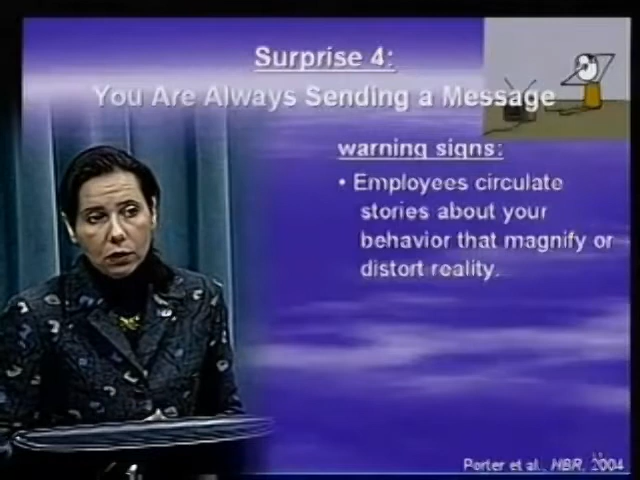 Surprise 4:
You Are Always Sending a Message
warning signs:
• Employees circulate
stories about your
behavior that magnify or
distort reality.
Porter et al., HBR, 2004